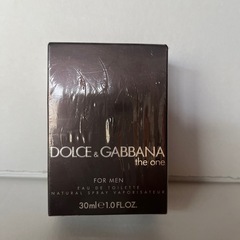 DOLCE & GABBANA
the one
FOR MEN
EAU DE TOILETTE
NATURAL SPRAY VAPORISATEUR
30ml ℮ 1.0 FL.OZ.